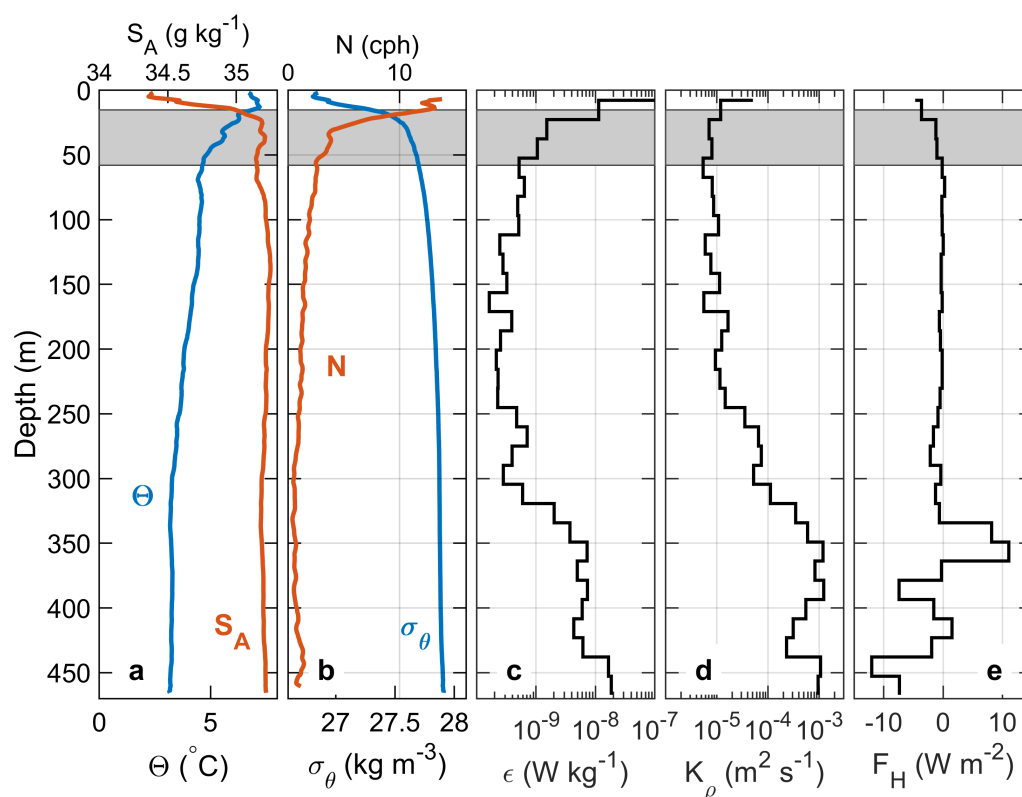 S_A (g kg⁻¹) N (cph)
34 34.5 35 0 10
0
50
100
150
200
250
300
350
400
450
Depth (m)
Θ
S_A
a
N
σ_θ
b
c
d
e
0 5 27 27.5 28 10⁻⁹ 10⁻⁸ 10⁻⁷ 10⁻⁵ 10⁻⁴ 10⁻³ -10 0 10
Θ (°C) σ_θ (kg m⁻³) ϵ (W kg⁻¹) K_ρ (m² s⁻¹) F_H (W m⁻²)